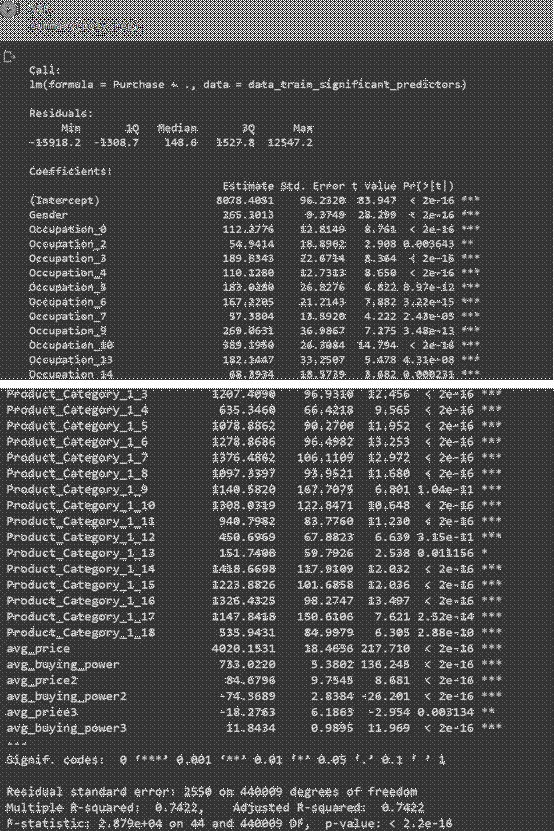 Call:
lm(formula = Purchase ~ ., data = data_train_significant_predictors)
Residuals:
Min 1Q Median 3Q Max
-15918.2 -1308.7 148.6 1527.8 12547.2
Coefficients:
Estimate Std. Error t value Pr(>|t|)
(Intercept) 8078.4031 96.2320 83.947 < 2e-16 ***
Gender 265.3013 9.3749 28.299 < 2e-16 ***
Occupation_0 112.2776 12.8149 8.761 < 2e-16 ***
Occupation_2 54.9414 18.8962 2.908 0.003643 **
Occupation_3 189.8343 22.6714 8.364 < 2e-16 ***
Occupation_4 110.1280 12.7313 8.650 < 2e-16 ***
Occupation_5 26.8276 6.822 8.97e-12 ***
Occupation_6 167.2205 21.2143 7.882 3.22e-15 ***
Occupation_7 57.3804 13.5920 4.222 2.43e-05 ***
Occupation_9 269.0631 36.9867 7.275 3.48e-13 ***
Occupation_10 14.794 < 2e-16 ***
Occupation_13 182.1447 33.2507 5.478 4.31e-08 ***
Occupation_14 68.3934 18.5739 3.682 0.000231 ***
Product_Category_1_3 1207.4090 96.9310 12.456 < 2e-16 ***
Product_Category_1_4 635.3460 66.4218 9.565 < 2e-16 ***
Product_Category_1_5 1078.8862 90.2700 11.952 < 2e-16 ***
Product_Category_1_6 1278.8686 96.4982 13.253 < 2e-16 ***
Product_Category_1_7 1376.4862 106.1109 12.972 < 2e-16 ***
Product_Category_1_8 1097.3397 93.9521 11.680 < 2e-16 ***
Product_Category_1_9 1140.5820 167.7075 6.801 1.04e-11 ***
Product_Category_1_10 1308.0319 122.8471 10.648 < 2e-16 ***
Product_Category_1_11 940.7982 83.7760 11.230 < 2e-16 ***
Product_Category_1_12 450.6969 67.8823 6.639 3.15e-11 ***
Product_Category_1_13 151.7408 59.7926 2.538 0.011156 *
Product_Category_1_14 1418.6698 117.9109 12.032 < 2e-16 ***
Product_Category_1_15 1223.8826 101.6858 12.036 < 2e-16 ***
Product_Category_1_16 1326.4325 98.2747 13.497 < 2e-16 ***
Product_Category_1_17 1147.8418 150.6106 7.621 2.52e-14 ***
Product_Category_1_18 535.9431 84.9979 6.305 2.88e-10 ***
avg_price 4020.1531 18.4656 217.710 < 2e-16 ***
avg_buying_power 733.0220 5.3802 136.245 < 2e-16 ***
avg_price2 84.6796 9.7545 8.681 < 2e-16 ***
avg_buying_power2 -74.3689 2.8384 -26.201 < 2e-16 ***
avg_price3 -18.2763 6.1863 -2.954 0.003134 **
avg_buying_power3 11.8434 0.9895 11.969 < 2e-16 ***
---
Signif. codes: 0 '***' 0.001 '**' 0.01 '*' 0.05 '.' 0.1 ' ' 1
Residual standard error: 2550 on 440009 degrees of freedom
Multiple R-squared: 0.7422, Adjusted R-squared: 0.7422
F-statistic: 2.879e+04 on 44 and 440009 DF, p-value: < 2.2e-16